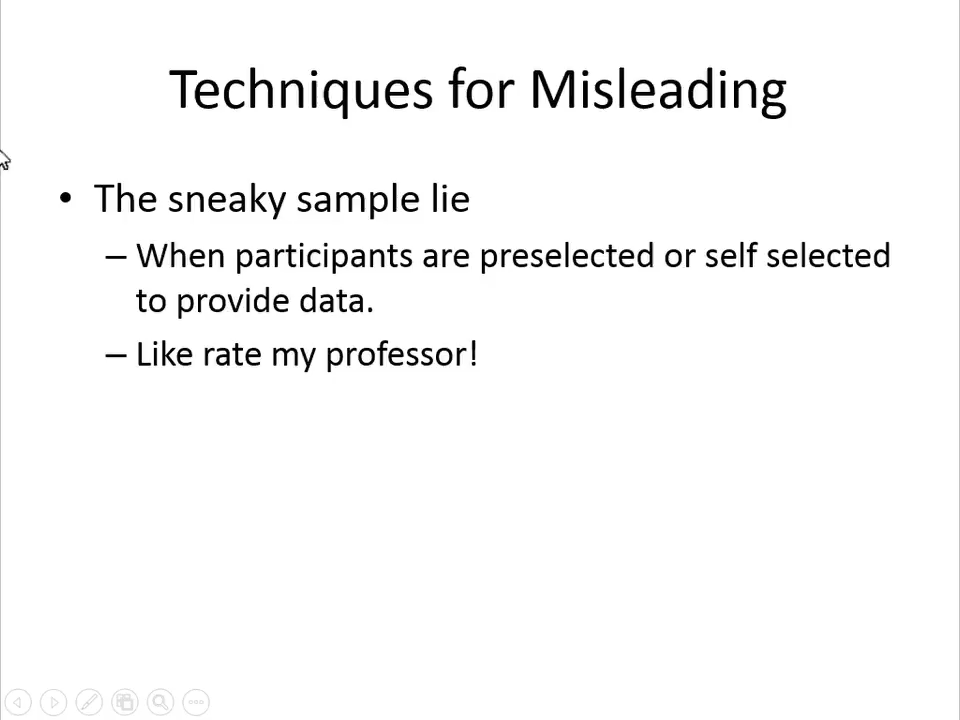 Techniques for Misleading
• The sneaky sample lie
– When participants are preselected or self selected
to provide data.
– Like rate my professor!